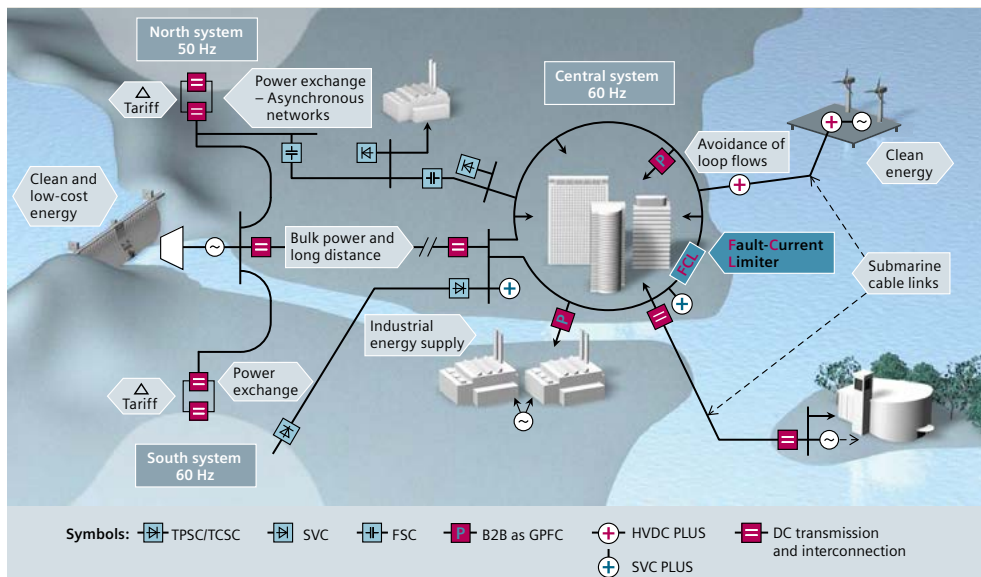 North system
50 Hz
△
Tariff
Power exchange
– Asynchronous
networks
Central system
60 Hz
Avoidance of
loop flows
P
Clean
energy
Clean and
low-cost
energy
Bulk power and
long distance
FCL
Fault-Current
Limiter
Submarine
cable links
Industrial
energy supply
P
△
Tariff
Power
exchange
South system
60 Hz
Symbols:
TPSC/TCSC
SVC
FSC
P
B2B as GPFC
HVDC PLUS
SVC PLUS
DC transmission
and interconnection